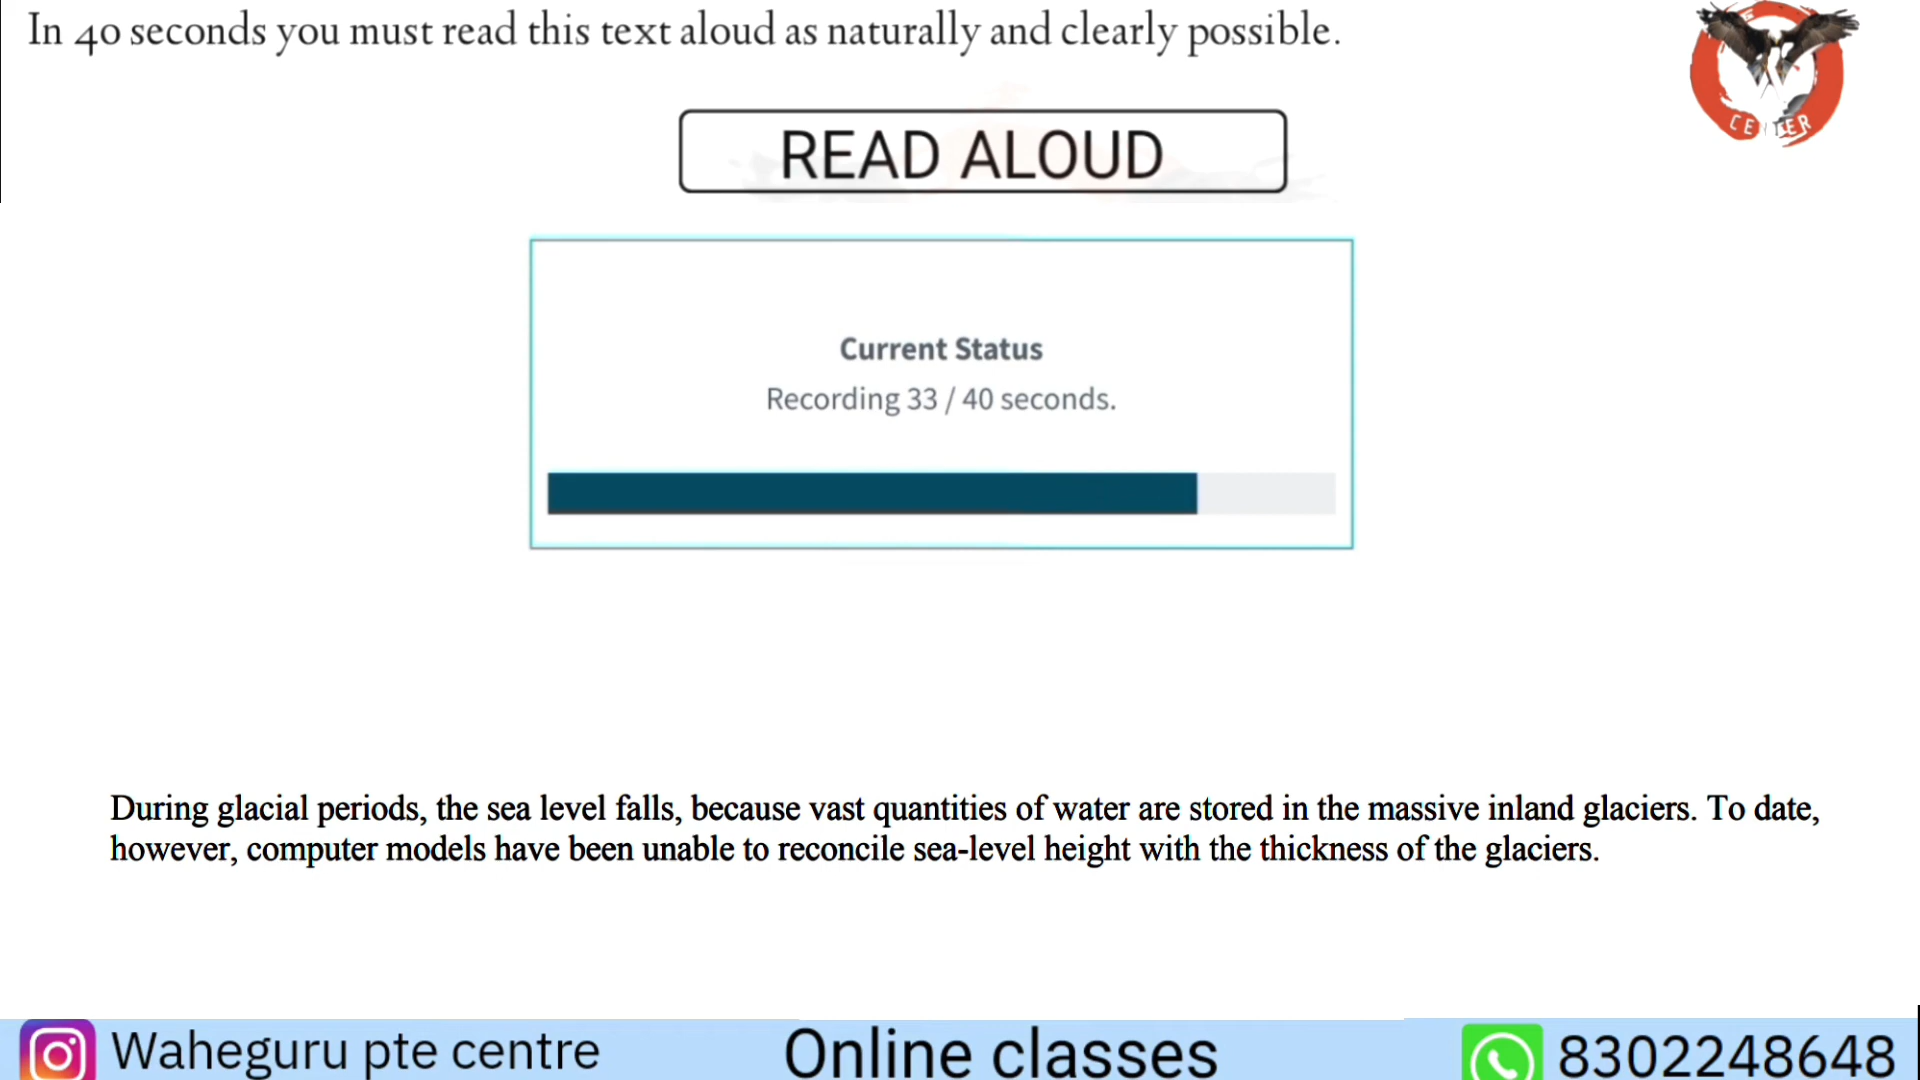 In 40 seconds you must read this text aloud as naturally and clearly possible.
READ ALOUD
Current Status
Recording 33 / 40 seconds.
During glacial periods, the sea level falls, because vast quantities of water are stored in the massive inland glaciers. To date,
however, computer models have been unable to reconcile sea-level height with the thickness of the glaciers.
Waheguru pte centre
Online classes
8302248648